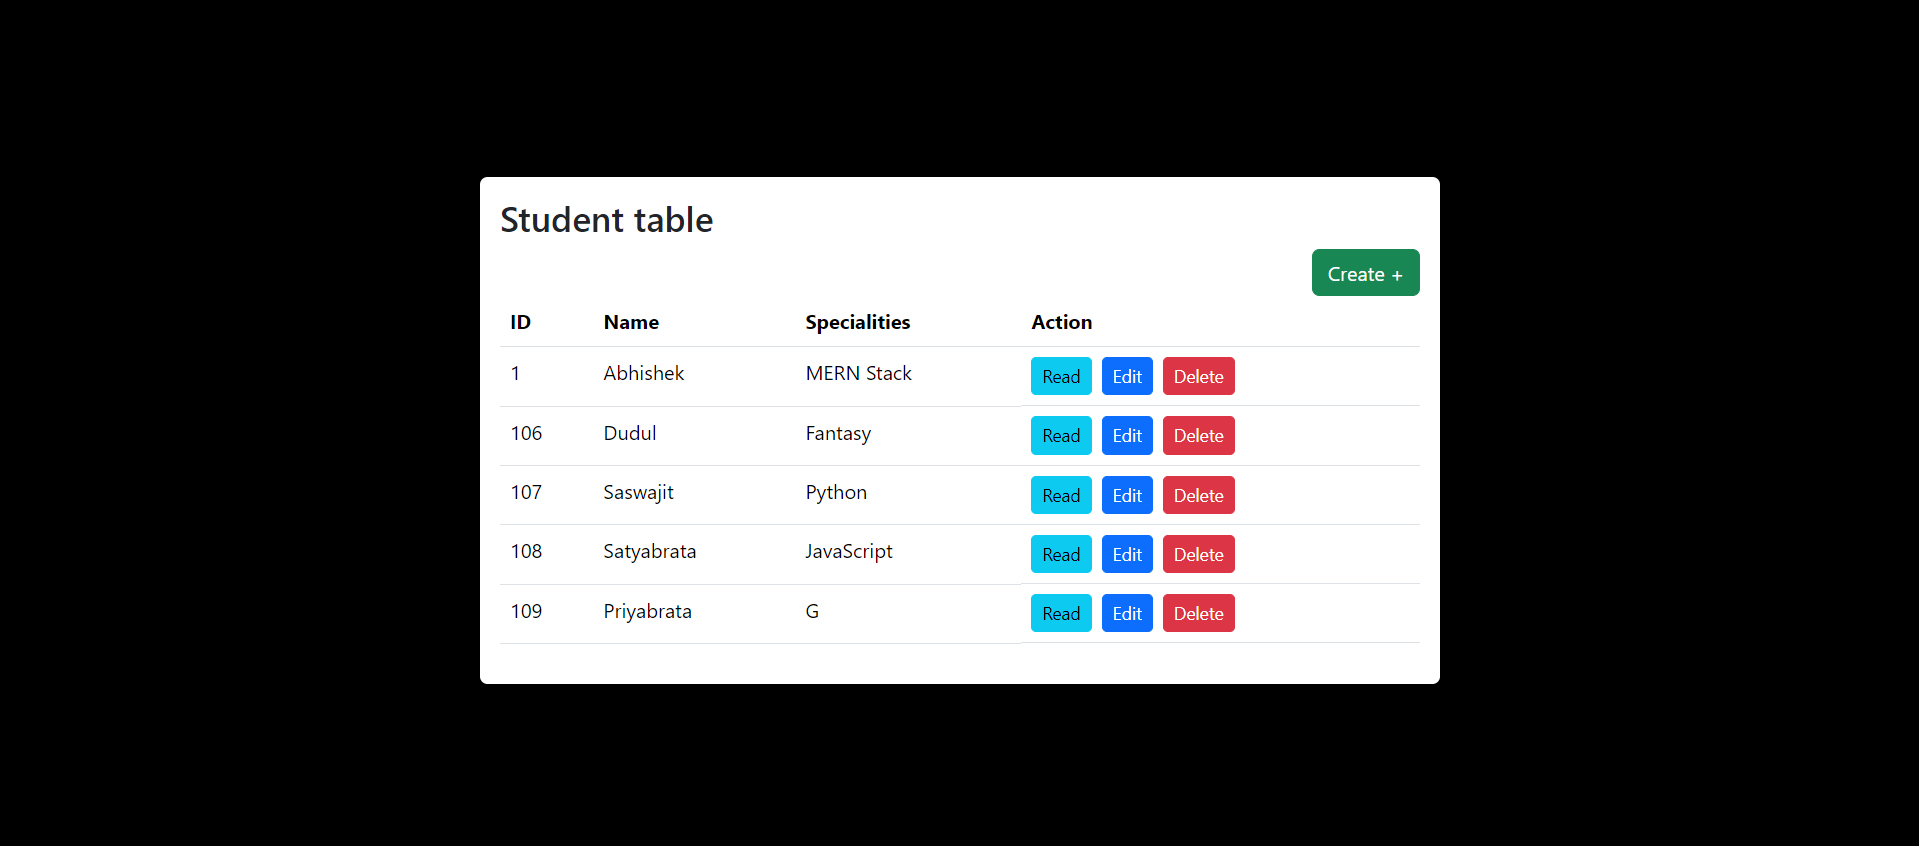 Student table
Create +
ID Name Specialities Action
1 Abhishek MERN Stack Read Edit Delete
106 Dudul Fantasy Read Edit Delete
107 Saswajit Python Read Edit Delete
108 Satyabrata JavaScript Read Edit Delete
109 Priyabrata G Read Edit Delete